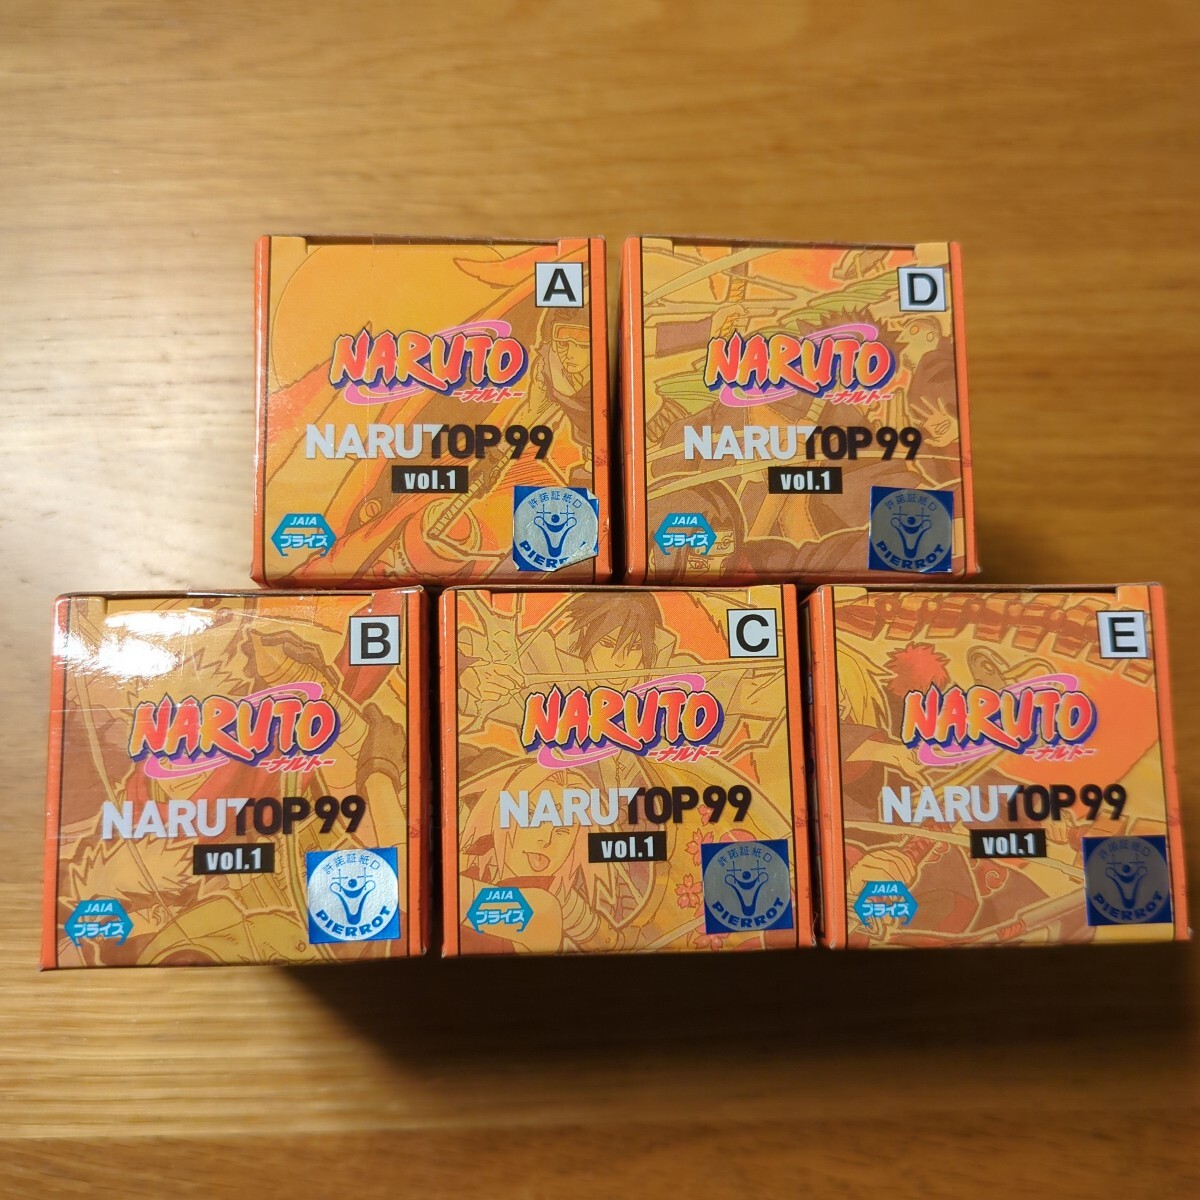 A
NARUTO
-ナルト-
NARUTOP99
vol.1
JAIA
プライズ
許諾証紙D
PIERROT
D
NARUTO
-ナルト-
NARUTOP99
vol.1
JAIA
プライズ
許諾証紙D
PIERROT
B
NARUTO
-ナルト-
NARUTOP99
vol.1
JAIA
プライズ
許諾証紙D
PIERROT
C
NARUTO
-ナルト-
NARUTOP99
vol.1
JAIA
プライズ
許諾証紙D
PIERROT
E
NARUTO
-ナルト-
NARUTOP99
vol.1
JAIA
プライズ
許諾証紙D
PIERROT